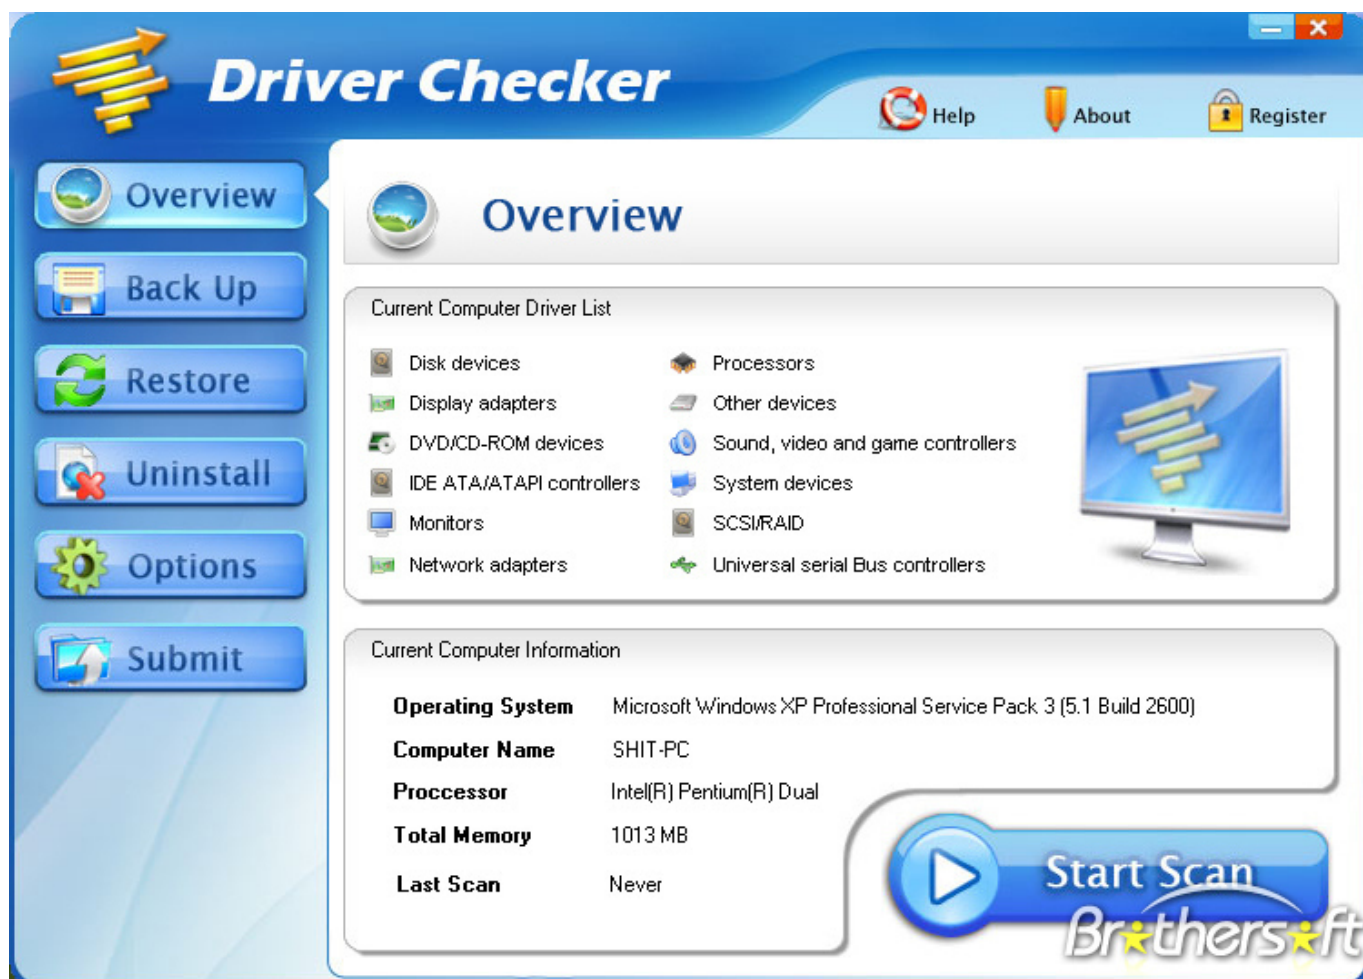 Driver Checker
Help
About
Register
Overview
Back Up
Restore
Uninstall
Options
Submit
Overview
Current Computer Driver List
Disk devices
Processors
Display adapters
Other devices
DVD/CD-ROM devices
Sound, video and game controllers
IDE ATA/ATAPI controllers
System devices
Monitors
SCSI/RAID
Network adapters
Universal serial Bus controllers
Current Computer Information
Operating System Microsoft Windows XP Professional Service Pack 3 (5.1 Build 2600)
Computer Name SHIT-PC
Proccessor Intel(R) Pentium(R) Dual
Total Memory 1013 MB
Last Scan Never
Start Scan
Brothersoft